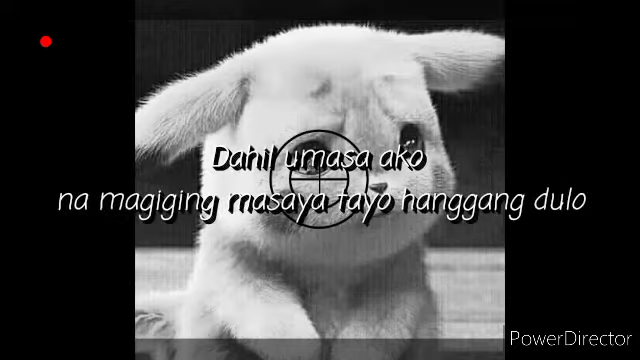 Dahil umasa ako
na magiging masaya tayo hanggang dulo
PowerDirector